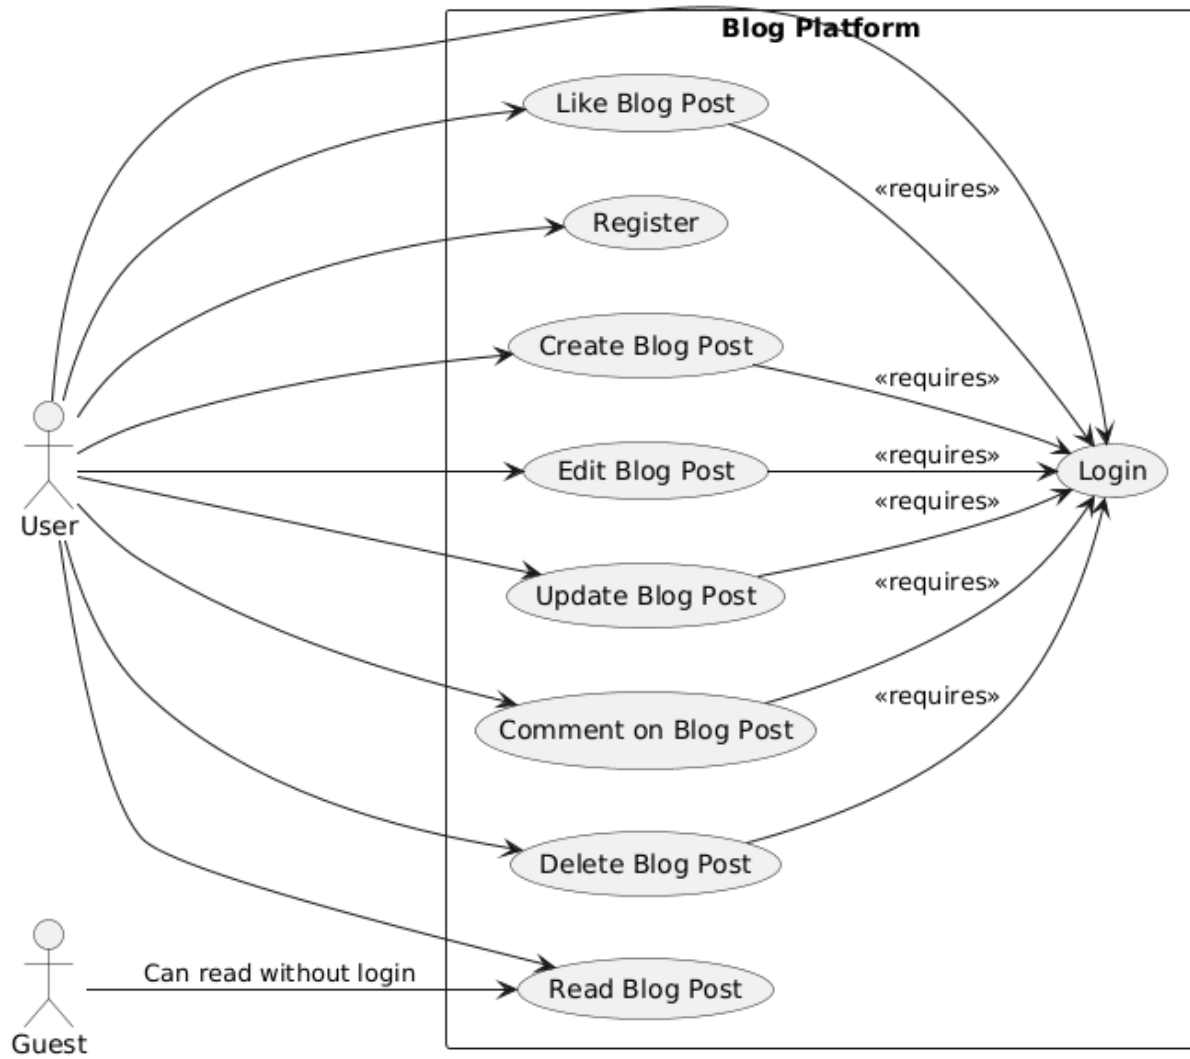 Blog Platform
Like Blog Post
«requires»
Register
Create Blog Post
«requires»
User
Edit Blog Post
«requires»
Login
«requires»
Update Blog Post
«requires»
Comment on Blog Post
«requires»
Delete Blog Post
Guest
Can read without login
Read Blog Post